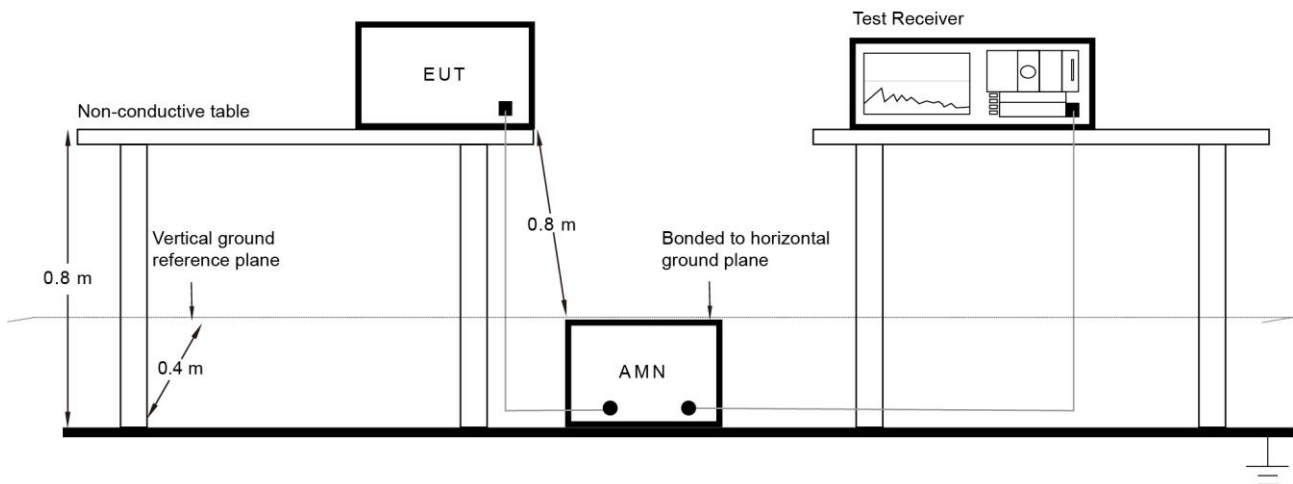 Test Receiver
EUT
Non-conductive table
0.8 m
Vertical ground
reference plane
Bonded to horizontal
ground plane
0.8 m
0.4 m
AMN